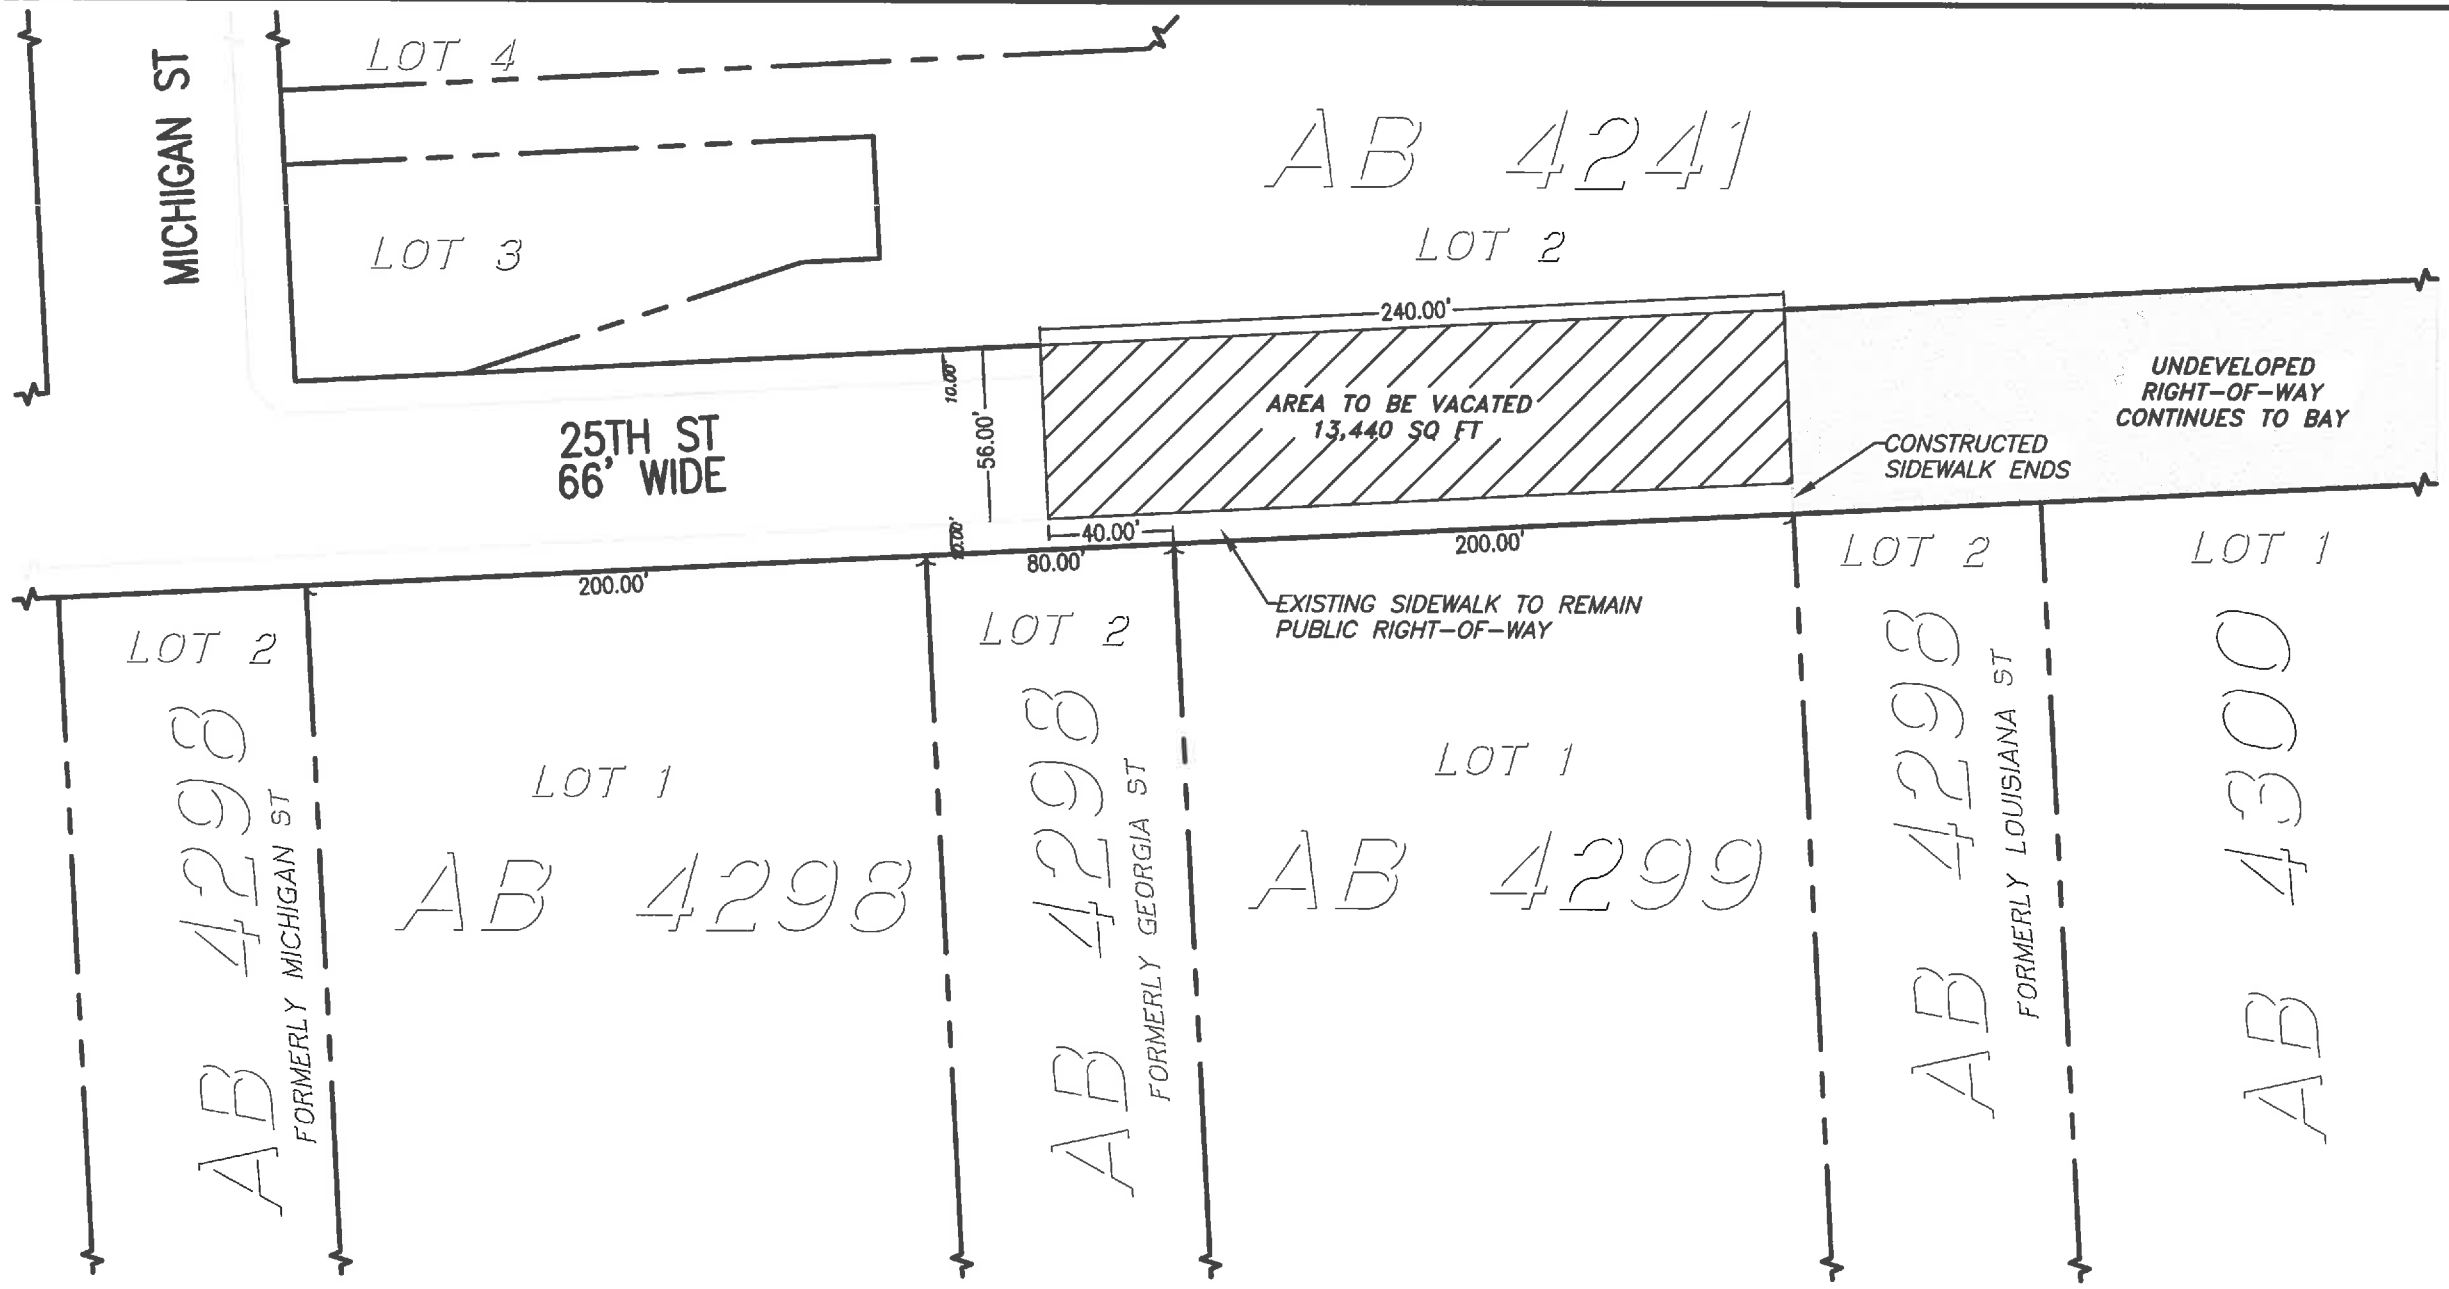 LOT 4
MICHIGAN ST
AB 4241
LOT 3
LOT 2
240.00'
10.00'
56.00'
AREA TO BE VACATED
13,440 SQ FT
UNDEVELOPED
RIGHT-OF-WAY
CONTINUES TO BAY
25TH ST
66' WIDE
CONSTRUCTED
SIDEWALK ENDS
40.00'
80.00'
200.00'
200.00'
EXISTING SIDEWALK TO REMAIN
PUBLIC RIGHT-OF-WAY
LOT 2
AB 4298
FORMERLY MICHIGAN ST
LOT 1
AB 4298
LOT 2
AB 4298
FORMERLY GEORGIA ST
LOT 1
AB 4299
LOT 2
AB 4298
FORMERLY LOUISIANA ST
LOT 1
AB 4300